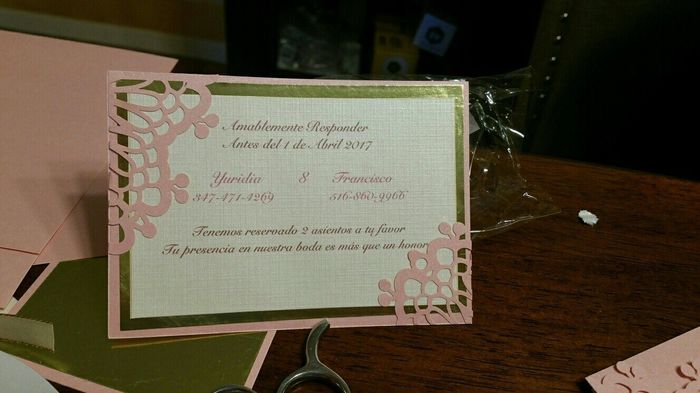 Amablemente Responder
Antes del 1 de Abril 2017
Yuridia & Francisco
347-471-4269 516-860-9966
Tenemos reservado 2 asientos a tu favor
Tu presencia en nuestra boda es más que un honor